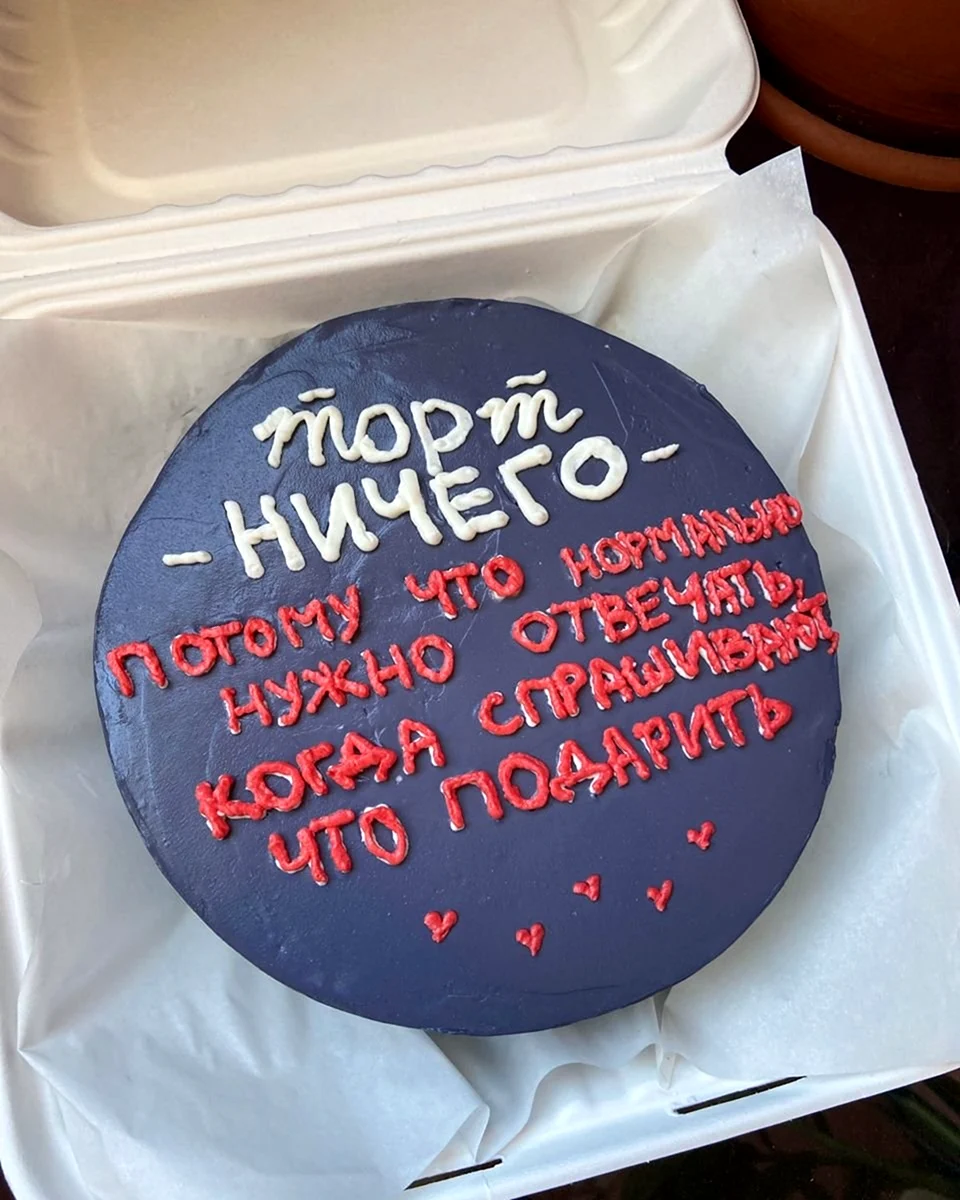 торт
-НИЧЕГО-
ПОТОМУ ЧТО НОРМАЛЬНО
НУЖНО ОТВЕЧАТЬ,
КОГДА СПРАШИВАЮТ,
ЧТО ПОДАРИТЬ